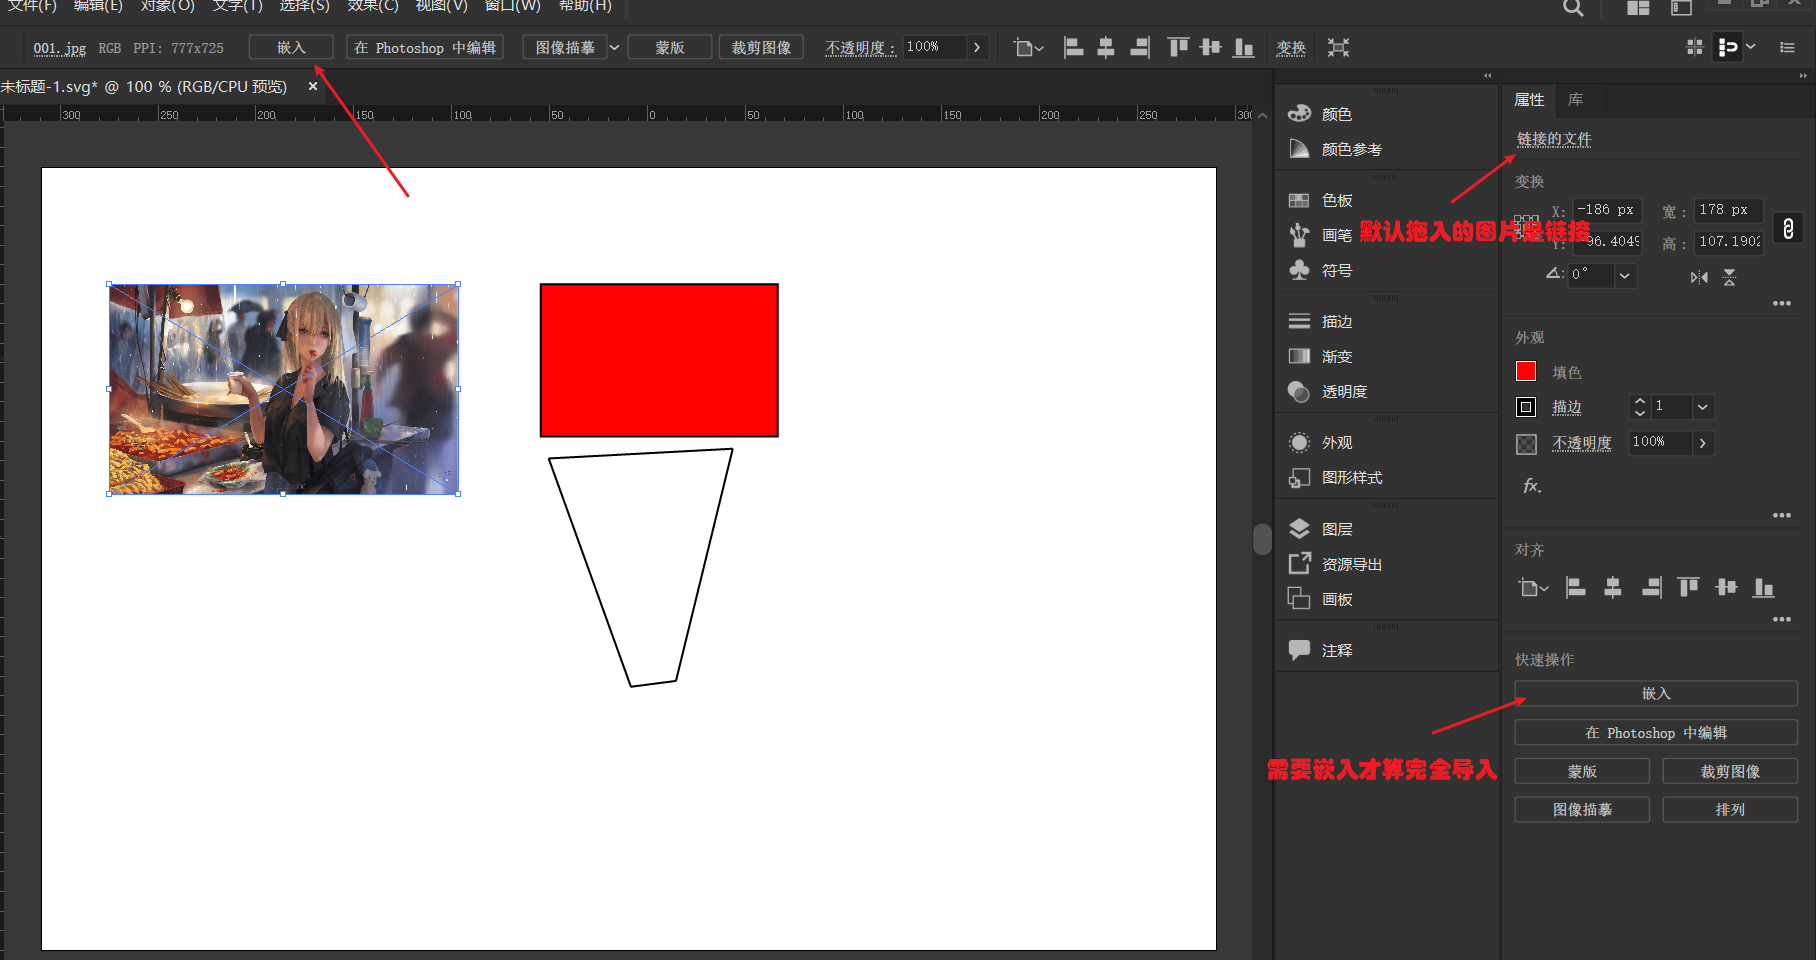 文件(F) 编辑(E) 对象(O) 文字(T) 选择(S) 效果(C) 视图(V) 窗口(W) 帮助(H)
001.jpg RGB PPI: 777x725 嵌入 在 Photoshop 中编辑 图像描摹 蒙版 裁剪图像 不透明度: 100% 变换
未标题-1.svg* @ 100 % (RGB/CPU 预览) ×
300 250 200 150 100 50 0 50 100 150 200 250 300
颜色
颜色参考
色板
画笔
符号
描边
渐变
透明度
外观
图形样式
图层
资源导出
画板
注释
属性 库
链接的文件
变换
X: -186 px 宽: 178 px
默认拖入的图片是链接
Y: -96.4049 高: 107.1902
0°
外观
填色
描边 1
不透明度 100%
fx.
对齐
快速操作
嵌入
在 Photoshop 中编辑
需要嵌入才算完全导入
蒙版 裁剪图像
图像描摹 排列